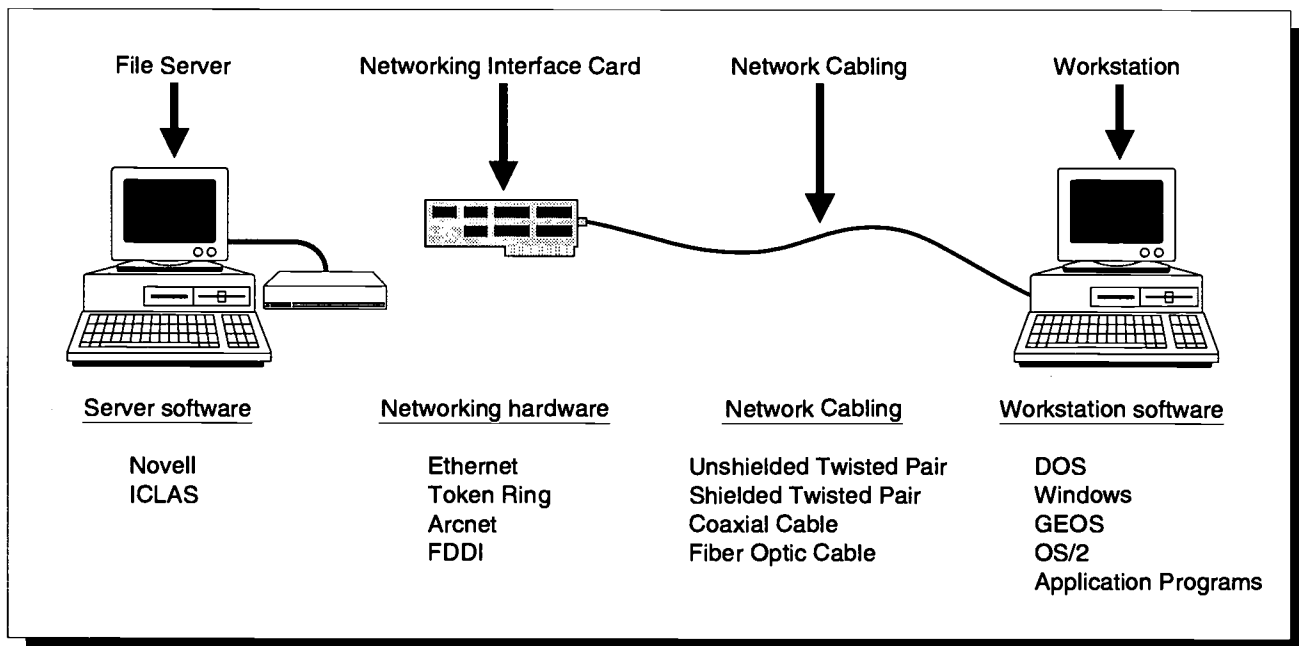 File Server
Networking Interface Card
Network Cabling
Workstation
Server software
Novell
ICLAS
Networking hardware
Ethernet
Token Ring
Arcnet
FDDI
Network Cabling
Unshielded Twisted Pair
Shielded Twisted Pair
Coaxial Cable
Fiber Optic Cable
Workstation software
DOS
Windows
GEOS
OS/2
Application Programs